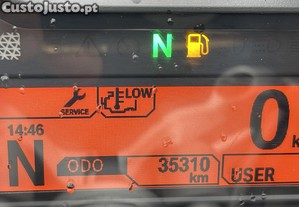 CustoJusto.pt
N
LOW
SERVICE
14:46
0
N ODO 35310 km USER